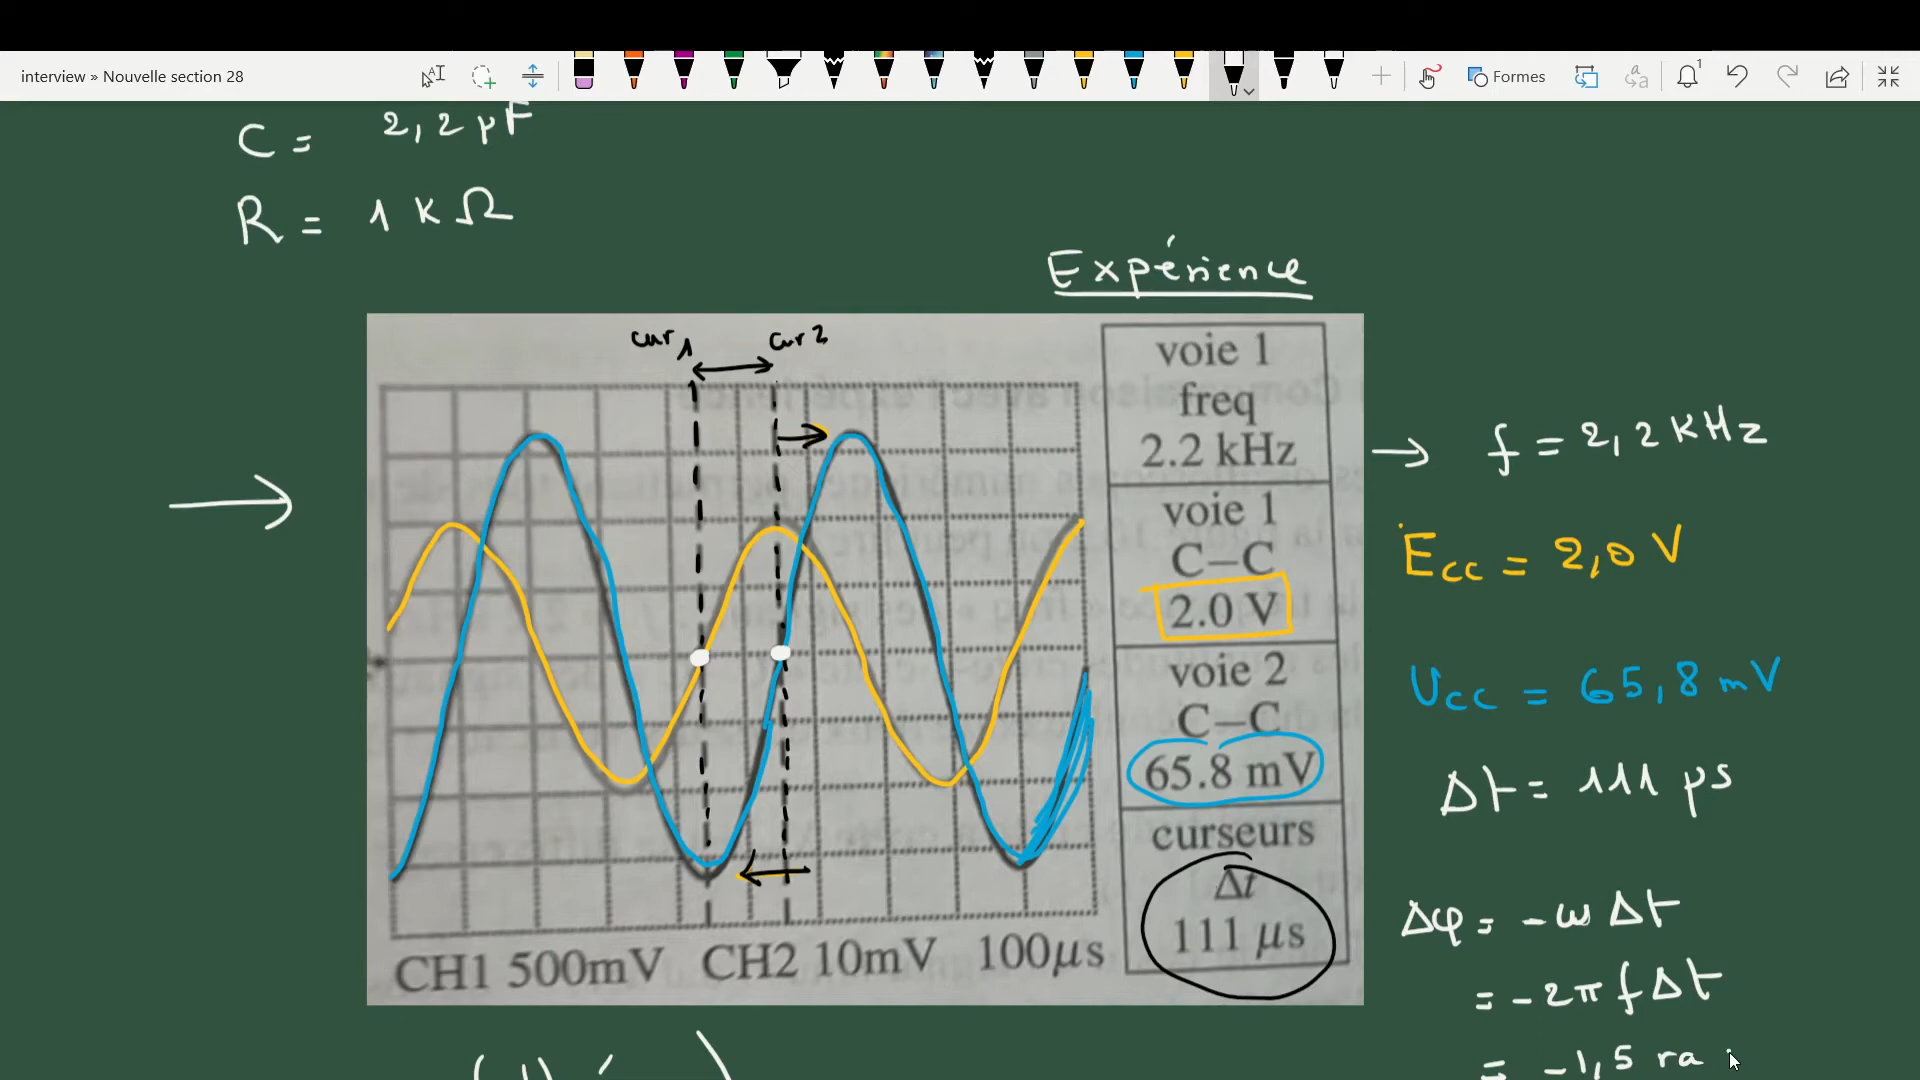 interview » Nouvelle section 28
Formes
C = 2,2 µF
R = 1 k Ω
Expérience
cur 1
cur 2
voie 1
freq
2.2 kHz
voie 1
C–C
2.0 V
voie 2
C–C
65.8 mV
curseurs
Δt
111 µs
CH1 500mV CH2 10mV 100µs
→ f = 2,2 KHz
Ecc = 2,0 V
Ucc = 65,8 mV
Δt = 111 µs
Δφ = -ω Δt
= -2π f Δt
= -1,5 ra